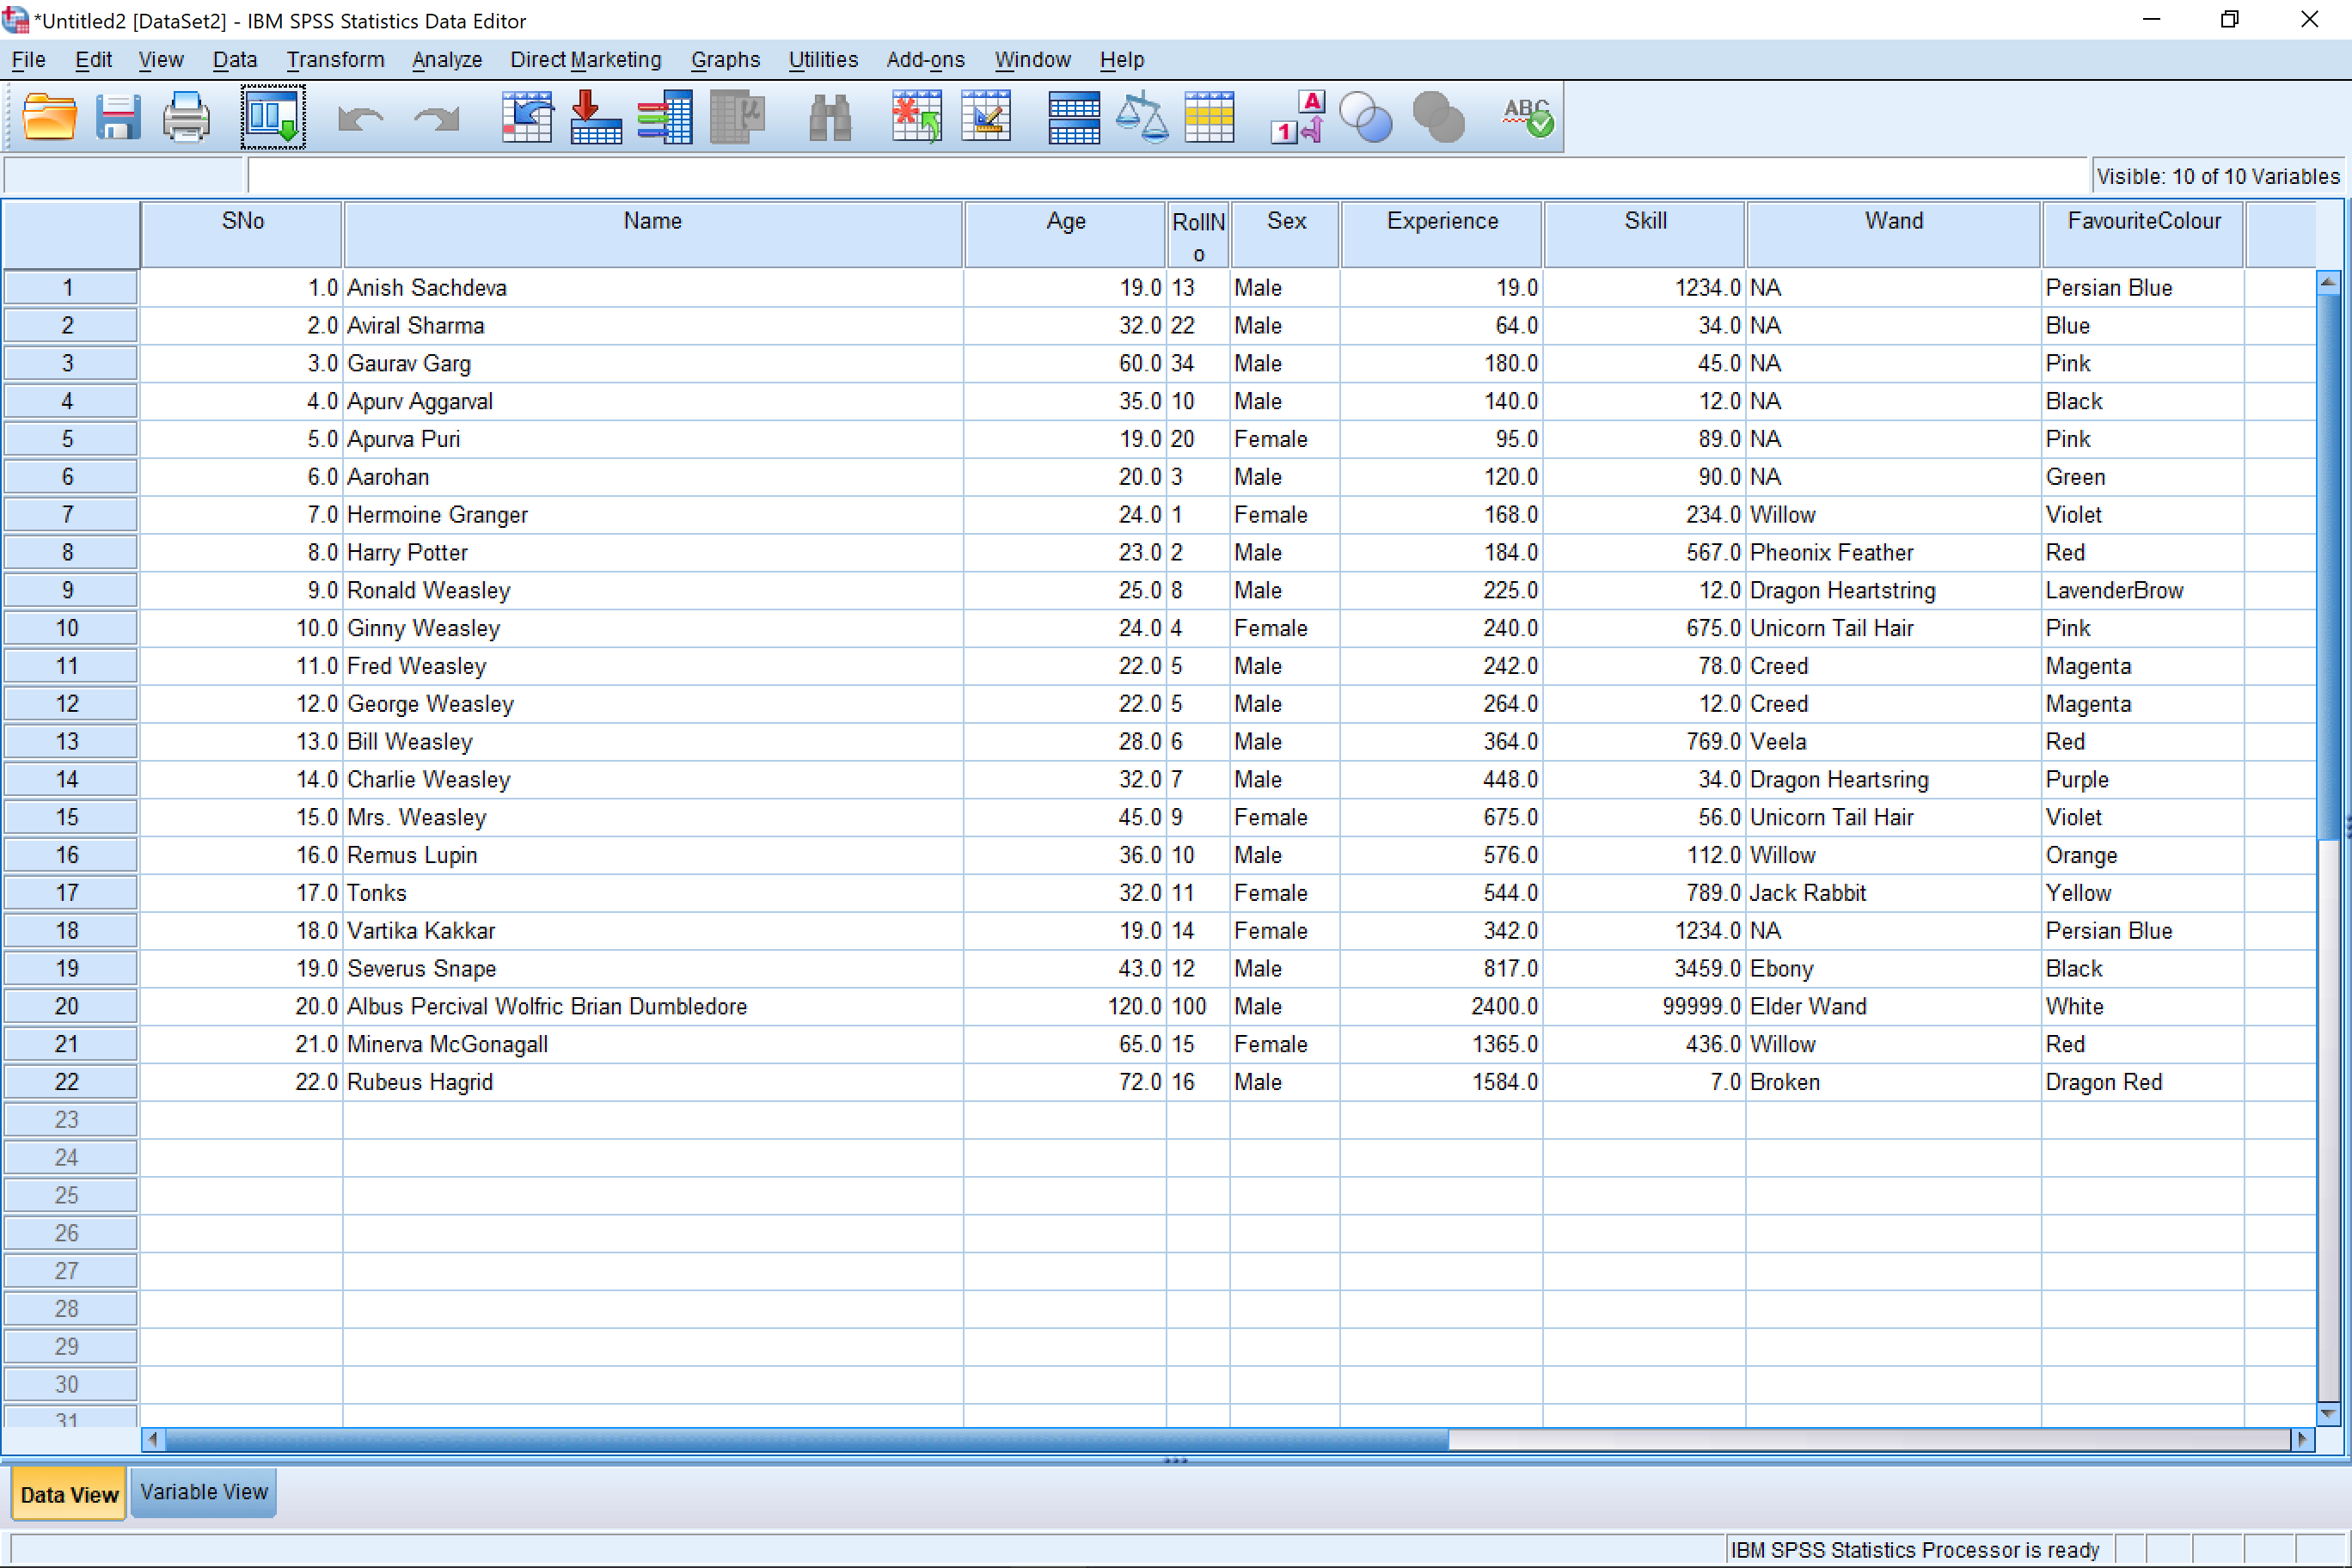 *Untitled2 [DataSet2] - IBM SPSS Statistics Data Editor
File Edit View Data Transform Analyze Direct Marketing Graphs Utilities Add-ons Window Help
A
1
µ
ABC
Visible: 10 of 10 Variables
SNo Name Age RollNo Sex Experience Skill Wand FavouriteColour
1 1.0 Anish Sachdeva 19.0 13 Male 19.0 1234.0 NA Persian Blue
2 2.0 Aviral Sharma 32.0 22 Male 64.0 34.0 NA Blue
3 3.0 Gaurav Garg 60.0 34 Male 180.0 45.0 NA Pink
4 4.0 Apurv Aggarval 35.0 10 Male 140.0 12.0 NA Black
5 5.0 Apurva Puri 19.0 20 Female 95.0 89.0 NA Pink
6 6.0 Aarohan 20.0 3 Male 120.0 90.0 NA Green
7 7.0 Hermoine Granger 24.0 1 Female 168.0 234.0 Willow Violet
8 8.0 Harry Potter 23.0 2 Male 184.0 567.0 Pheonix Feather Red
9 9.0 Ronald Weasley 25.0 8 Male 225.0 12.0 Dragon Heartstring LavenderBrow
10 10.0 Ginny Weasley 24.0 4 Female 240.0 675.0 Unicorn Tail Hair Pink
11 11.0 Fred Weasley 22.0 5 Male 242.0 78.0 Creed Magenta
12 12.0 George Weasley 22.0 5 Male 264.0 12.0 Creed Magenta
13 13.0 Bill Weasley 28.0 6 Male 364.0 769.0 Veela Red
14 14.0 Charlie Weasley 32.0 7 Male 448.0 34.0 Dragon Heartsring Purple
15 15.0 Mrs. Weasley 45.0 9 Female 675.0 56.0 Unicorn Tail Hair Violet
16 16.0 Remus Lupin 36.0 10 Male 576.0 112.0 Willow Orange
17 17.0 Tonks 32.0 11 Female 544.0 789.0 Jack Rabbit Yellow
18 18.0 Vartika Kakkar 19.0 14 Female 342.0 1234.0 NA Persian Blue
19 19.0 Severus Snape 43.0 12 Male 817.0 3459.0 Ebony Black
20 20.0 Albus Percival Wolfric Brian Dumbledore 120.0 100 Male 2400.0 99999.0 Elder Wand White
21 21.0 Minerva McGonagall 65.0 15 Female 1365.0 436.0 Willow Red
22 22.0 Rubeus Hagrid 72.0 16 Male 1584.0 7.0 Broken Dragon Red
23
24
25
26
27
28
29
30
31
Data View Variable View
IBM SPSS Statistics Processor is ready